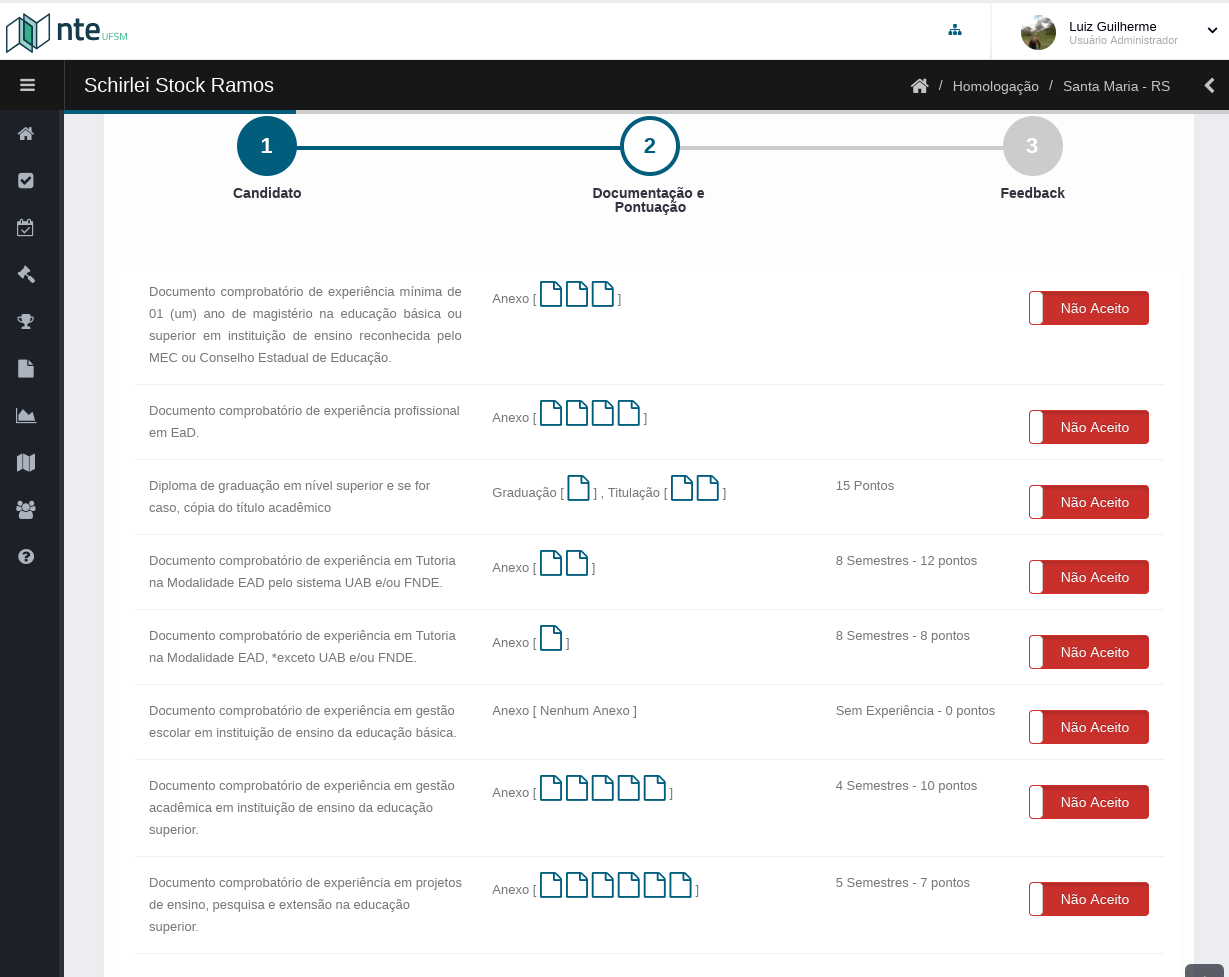 nte UFSM
Luiz Guilherme
Usuário Administrador
Schirlei Stock Ramos
/ Homologação / Santa Maria - RS
1
2
3
Candidato
Documentação e
Pontuação
Feedback
Documento comprobatório de experiência mínima de
01 (um) ano de magistério na educação básica ou
superior em instituição de ensino reconhecida pelo
MEC ou Conselho Estadual de Educação.
Anexo [ ]
Não Aceito
Documento comprobatório de experiência profissional
em EaD.
Anexo [ ]
Não Aceito
Diploma de graduação em nível superior e se for
caso, cópia do título acadêmico
Graduação [ ] , Titulação [ ]
15 Pontos
Não Aceito
Documento comprobatório de experiência em Tutoria
na Modalidade EAD pelo sistema UAB e/ou FNDE.
Anexo [ ]
8 Semestres - 12 pontos
Não Aceito
Documento comprobatório de experiência em Tutoria
na Modalidade EAD, *exceto UAB e/ou FNDE.
Anexo [ ]
8 Semestres - 8 pontos
Não Aceito
Documento comprobatório de experiência em gestão
escolar em instituição de ensino da educação básica.
Anexo [ Nenhum Anexo ]
Sem Experiência - 0 pontos
Não Aceito
Documento comprobatório de experiência em gestão
acadêmica em instituição de ensino da educação
superior.
Anexo [ ]
4 Semestres - 10 pontos
Não Aceito
Documento comprobatório de experiência em projetos
de ensino, pesquisa e extensão na educação
superior.
Anexo [ ]
5 Semestres - 7 pontos
Não Aceito